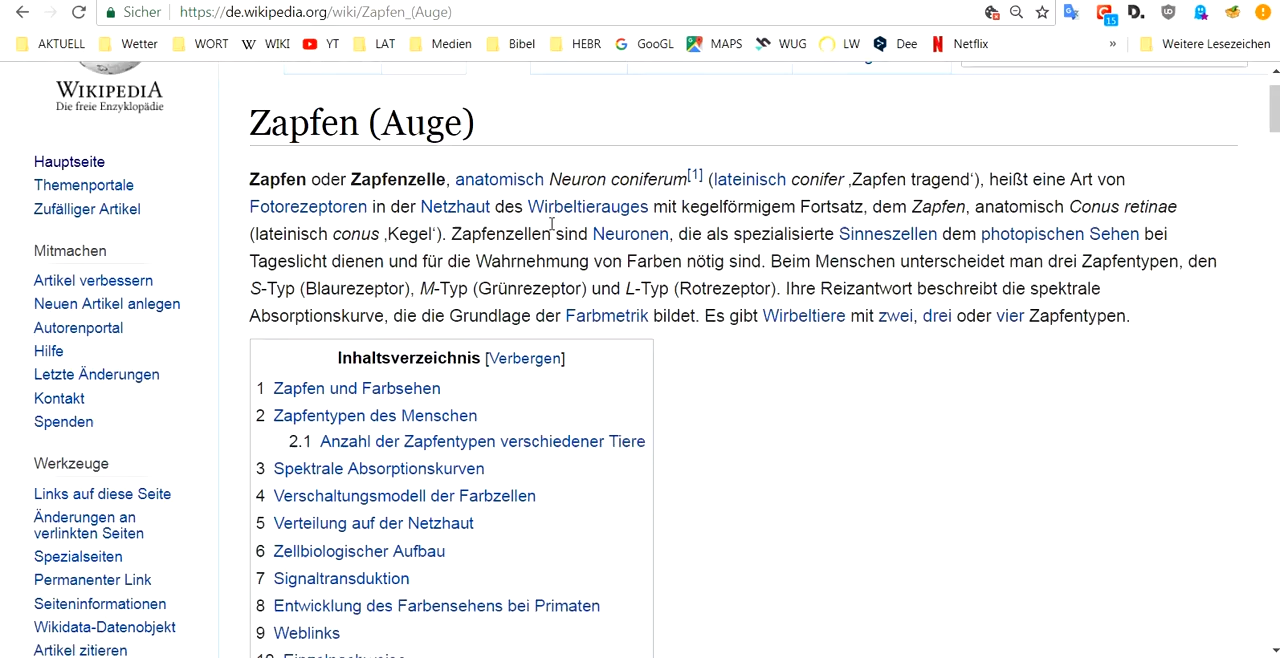 Sicher https://de.wikipedia.org/wiki/Zapfen_(Auge)
15
AKTUELL Wetter WORT WIKI YT LAT Medien Bibel HEBR GooGL MAPS WUG LW Dee Netflix » Weitere Lesezeichen
WIKIPEDIA
Die freie Enzyklopädie
Hauptseite
Themenportale
Zufälliger Artikel
Mitmachen
Artikel verbessern
Neuen Artikel anlegen
Autorenportal
Hilfe
Letzte Änderungen
Kontakt
Spenden
Werkzeuge
Links auf diese Seite
Änderungen an
verlinkten Seiten
Spezialseiten
Permanenter Link
Seiteninformationen
Wikidata-Datenobjekt
Artikel zitieren
Zapfen (Auge)
Zapfen oder Zapfenzelle, anatomisch Neuron coniferum[1] (lateinisch conifer ‚Zapfen tragend‘), heißt eine Art von
Fotorezeptoren in der Netzhaut des Wirbeltierauges mit kegelförmigem Fortsatz, dem Zapfen, anatomisch Conus retinae
(lateinisch conus ‚Kegel‘). Zapfenzellen sind Neuronen, die als spezialisierte Sinneszellen dem photopischen Sehen bei
Tageslicht dienen und für die Wahrnehmung von Farben nötig sind. Beim Menschen unterscheidet man drei Zapfentypen, den
S-Typ (Blaurezeptor), M-Typ (Grünrezeptor) und L-Typ (Rotrezeptor). Ihre Reizantwort beschreibt die spektrale
Absorptionskurve, die die Grundlage der Farbmetrik bildet. Es gibt Wirbeltiere mit zwei, drei oder vier Zapfentypen.
Inhaltsverzeichnis [Verbergen]
1 Zapfen und Farbsehen
2 Zapfentypen des Menschen
2.1 Anzahl der Zapfentypen verschiedener Tiere
3 Spektrale Absorptionskurven
4 Verschaltungsmodell der Farbzellen
5 Verteilung auf der Netzhaut
6 Zellbiologischer Aufbau
7 Signaltransduktion
8 Entwicklung des Farbensehens bei Primaten
9 Weblinks